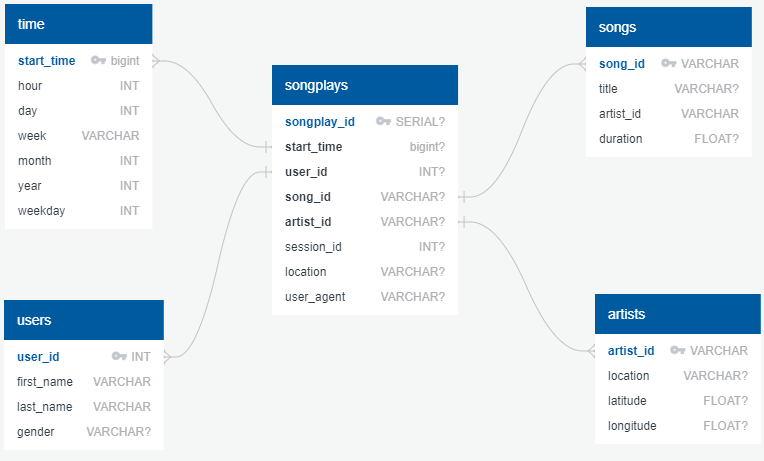 time
start_time bigint
hour INT
day INT
week VARCHAR
month INT
year INT
weekday INT
songplays
songplay_id SERIAL?
start_time bigint?
user_id INT?
song_id VARCHAR?
artist_id VARCHAR?
session_id INT?
location VARCHAR?
user_agent VARCHAR?
songs
song_id VARCHAR
title VARCHAR?
artist_id VARCHAR
duration FLOAT?
users
user_id INT
first_name VARCHAR
last_name VARCHAR
gender VARCHAR?
artists
artist_id VARCHAR
location VARCHAR?
latitude FLOAT?
longitude FLOAT?